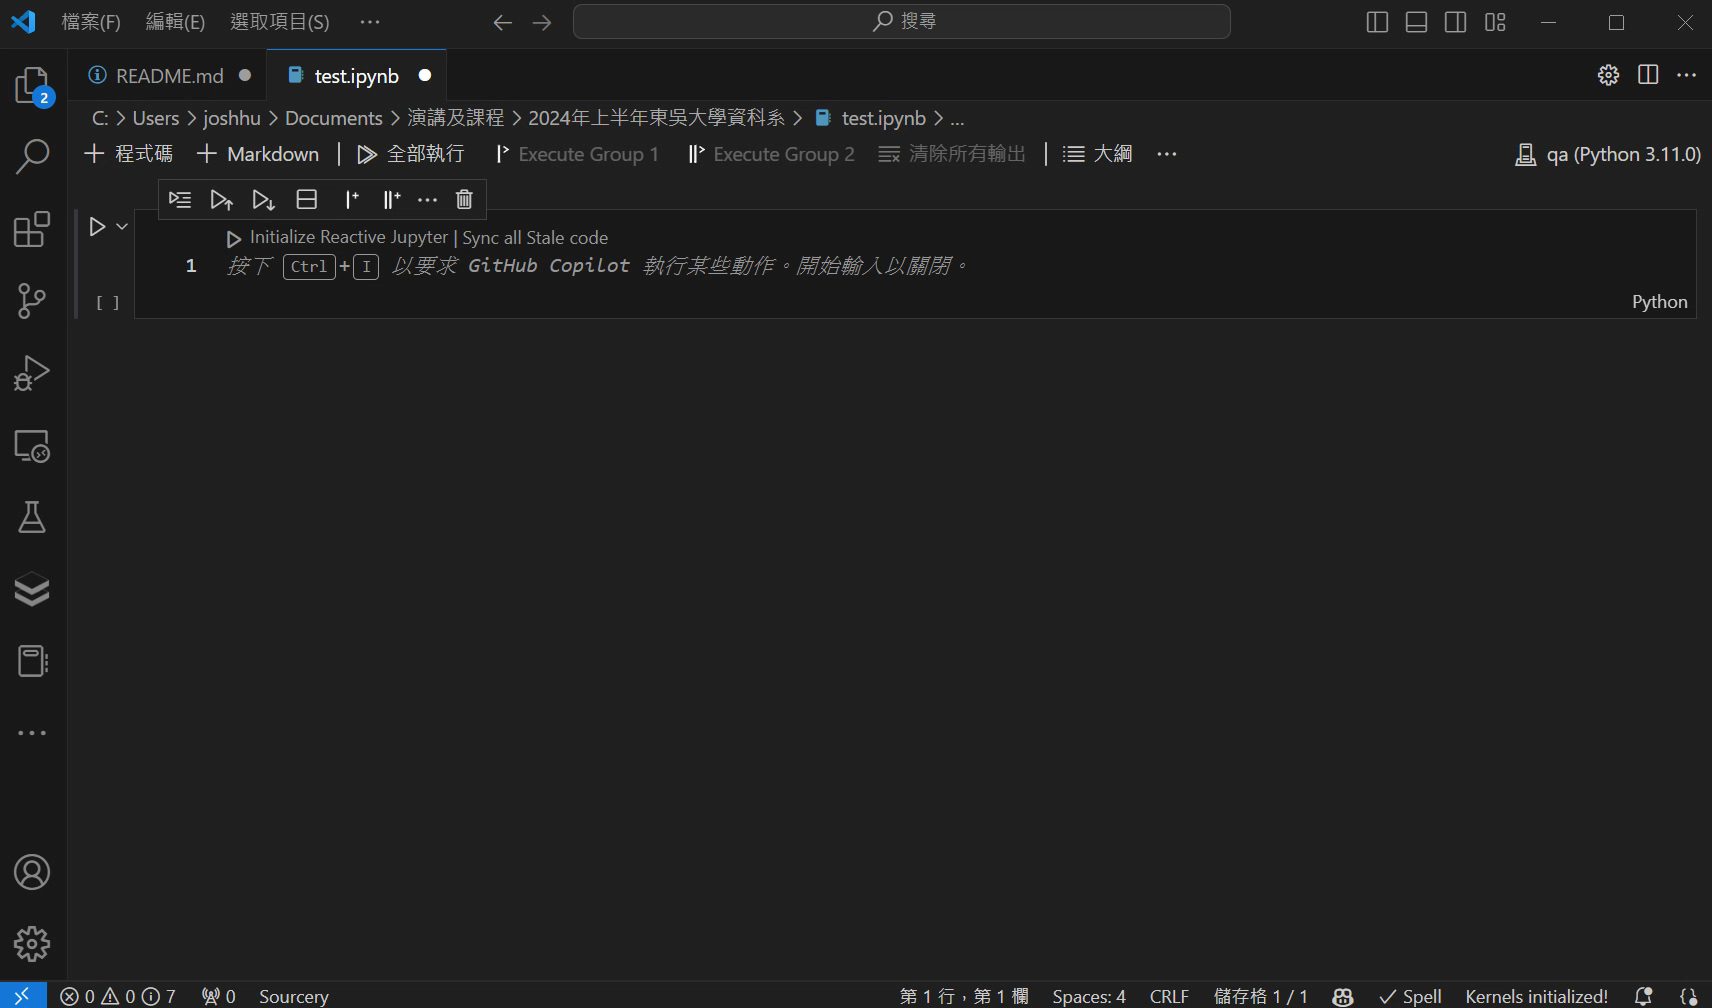 檔案(F) 編輯(E) 選取項目(S) ··· 搜尋
2
README.md test.ipynb
C: > Users > joshhu > Documents > 演講及課程 > 2024年上半年東吳大學資科系 > test.ipynb > ...
+ 程式碼 + Markdown | 全部執行 Execute Group 1 Execute Group 2 清除所有輸出 | 大綱 ··· qa (Python 3.11.0)
Initialize Reactive Jupyter | Sync all Stale code
1 按下 Ctrl+I 以要求 GitHub Copilot 執行某些動作。開始輸入以關閉。
[ ] Python
0 0 7 0 Sourcery 第 1 行，第 1 欄 Spaces: 4 CRLF 儲存格 1 / 1 Spell Kernels initialized!